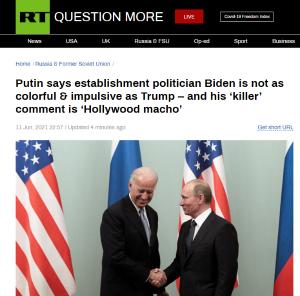 RT QUESTION MORE LIVE Covid-19 Freedom Index
News USA UK Russia & FSU Op-ed Sport Business
Home / Russia & Former Soviet Union /
Putin says establishment politician Biden is not as
colorful & impulsive as Trump – and his ‘killer’
comment is ‘Hollywood macho’
11 Jun, 2021 22:57 / Updated 4 minutes ago
Get short URL